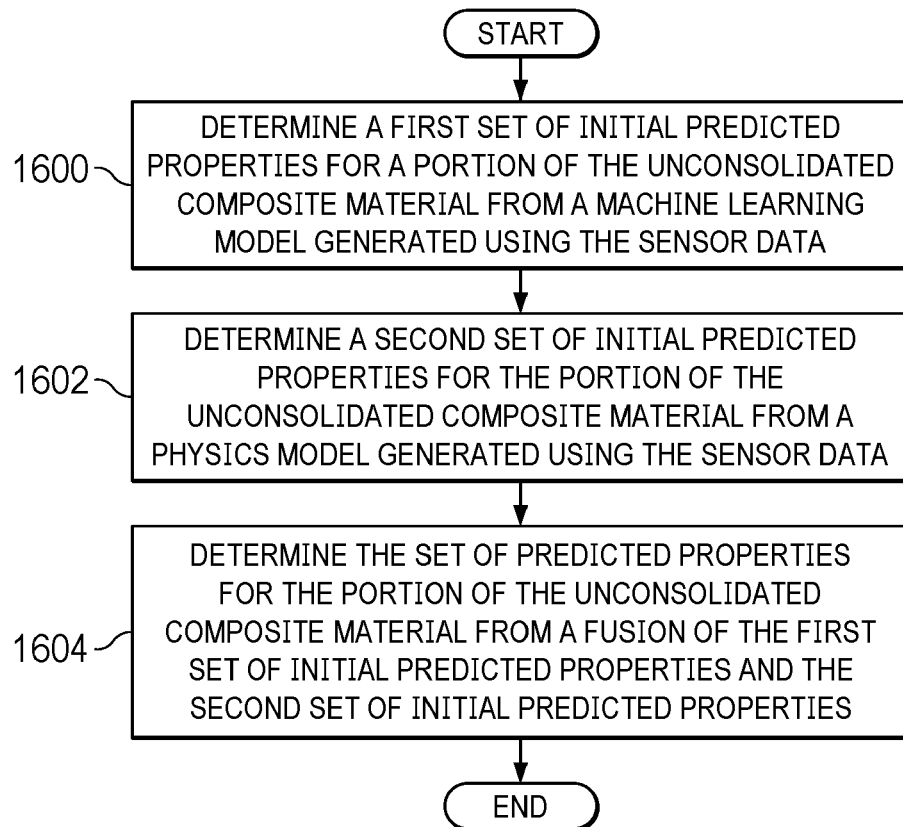 START
1600
DETERMINE A FIRST SET OF INITIAL PREDICTED
PROPERTIES FOR A PORTION OF THE UNCONSOLIDATED
COMPOSITE MATERIAL FROM A MACHINE LEARNING
MODEL GENERATED USING THE SENSOR DATA
1602
DETERMINE A SECOND SET OF INITIAL PREDICTED
PROPERTIES FOR THE PORTION OF THE
UNCONSOLIDATED COMPOSITE MATERIAL FROM A
PHYSICS MODEL GENERATED USING THE SENSOR DATA
1604
DETERMINE THE SET OF PREDICTED PROPERTIES
FOR THE PORTION OF THE UNCONSOLIDATED
COMPOSITE MATERIAL FROM A FUSION OF THE FIRST
SET OF INITIAL PREDICTED PROPERTIES AND THE
SECOND SET OF INITIAL PREDICTED PROPERTIES
END